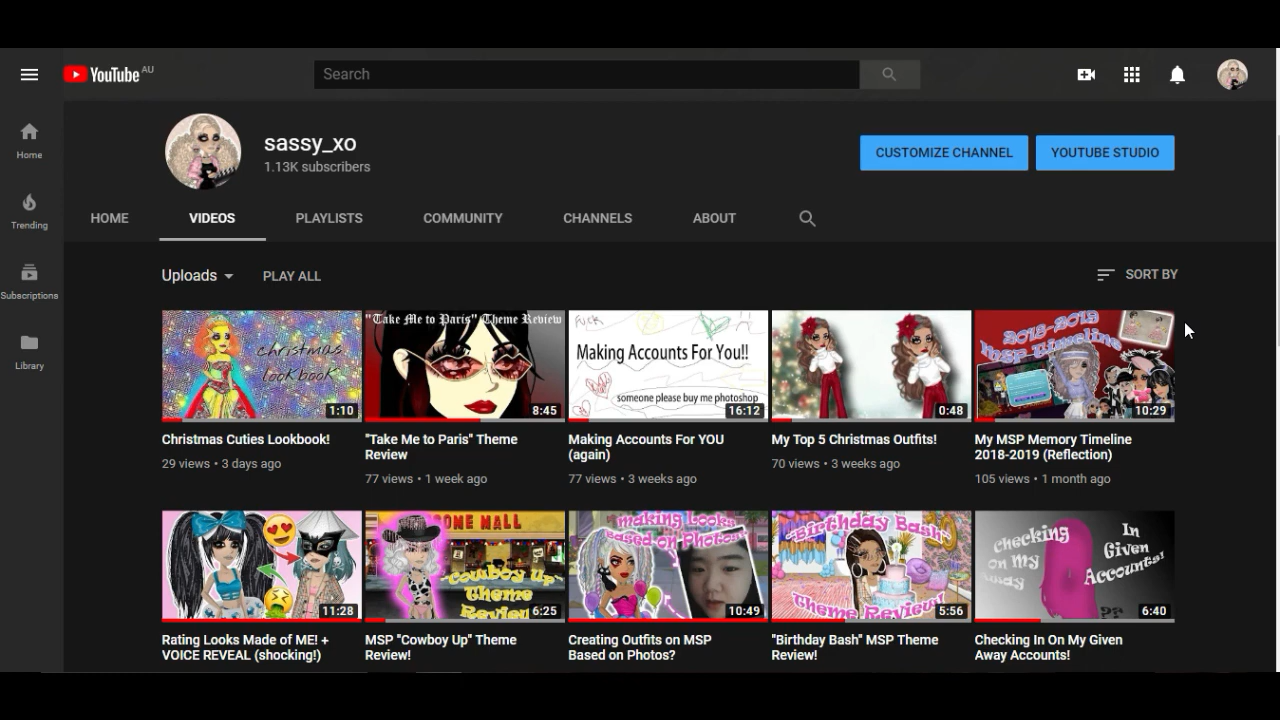 YouTube AU
Search
Home
Trending
Subscriptions
Library
sassy_xo
1.13K subscribers
CUSTOMIZE CHANNEL
YOUTUBE STUDIO
HOME
VIDEOS
PLAYLISTS
COMMUNITY
CHANNELS
ABOUT
Uploads
PLAY ALL
SORT BY
christmas
look book!
1:10
Christmas Cuties Lookbook!
29 views • 3 days ago
"Take Me to Paris" Theme Review
8:45
"Take Me to Paris" Theme
Review
77 views • 1 week ago
FUCK
Making Accounts For You!!
someone please buy me photoshop
16:12
Making Accounts For YOU
(again)
77 views • 3 weeks ago
0:48
My Top 5 Christmas Outfits!
70 views • 3 weeks ago
2018-2019
MSP Timeline
10:29
My MSP Memory Timeline
2018-2019 (Reflection)
105 views • 1 month ago
11:28
Rating Looks Made of ME! +
VOICE REVEAL (shocking!)
MALL
"Cowboy Up"
Theme
Review
6:25
MSP "Cowboy Up" Theme
Review!
making Looks
Based on Photos!
10:49
Creating Outfits on MSP
Based on Photos?
"Birthday Bash"
Theme Review!
5:56
"Birthday Bash" MSP Theme
Review!
checking
on my
away
In
Given
Accounts!
6:40
Checking In On My Given
Away Accounts!